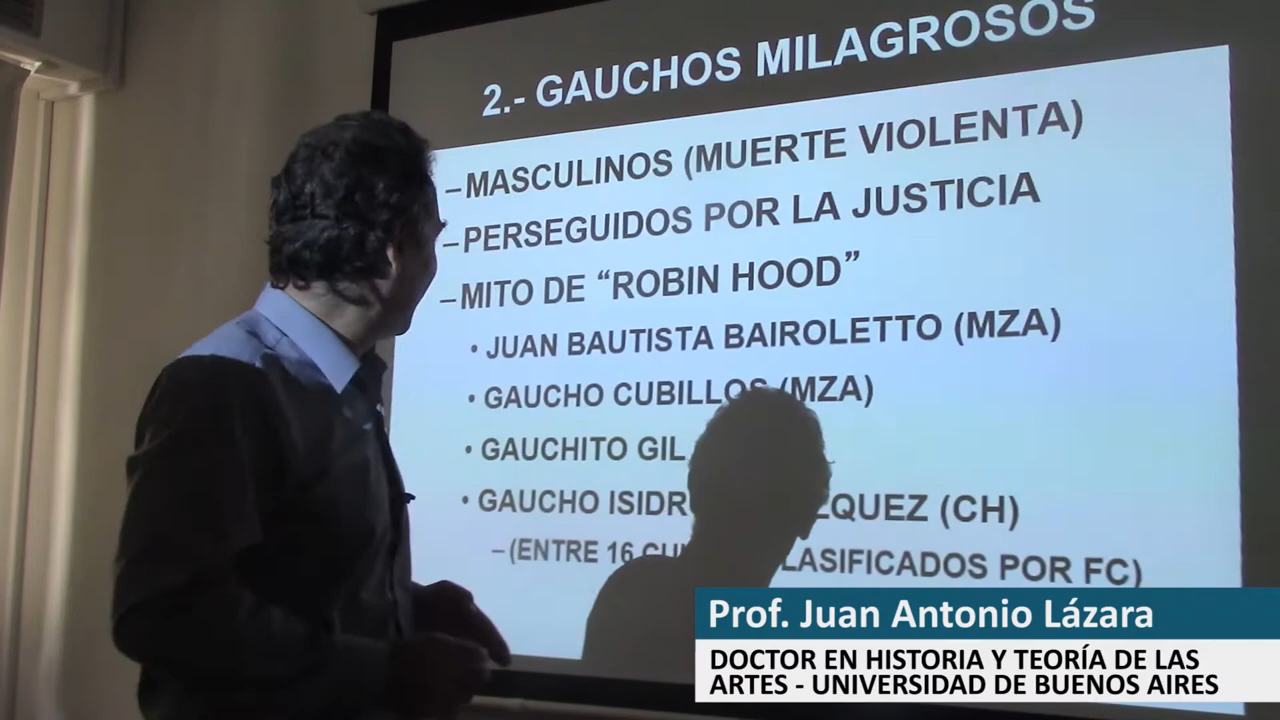 2.- GAUCHOS MILAGROSOS
–MASCULINOS (MUERTE VIOLENTA)
–PERSEGUIDOS POR LA JUSTICIA
–MITO DE “ROBIN HOOD”
• JUAN BAUTISTA BAIROLETTO (MZA)
• GAUCHO CUBILLOS (MZA)
• GAUCHITO GIL
• GAUCHO ISIDRO (CH)
–(ENTRE 16 CLASIFICADOS POR FC)
Prof. Juan Antonio Lázara
DOCTOR EN HISTORIA Y TEORÍA DE LAS
ARTES - UNIVERSIDAD DE BUENOS AIRES